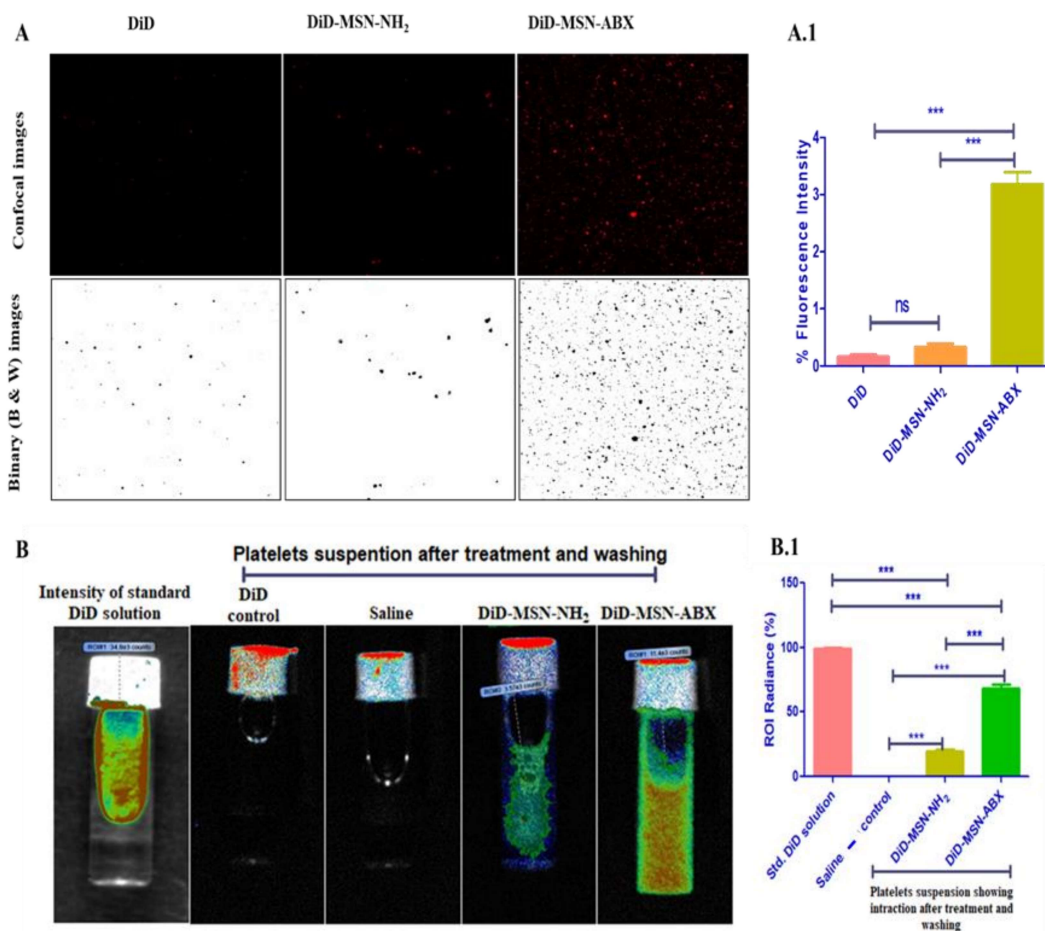 A
DiD
DiD-MSN-NH₂
DiD-MSN-ABX
Confocal images
Binary (B & W) images
A.1
% Fluorescence Intensity
4
3
2
1
0
***
***
ns
DiD
DiD-MSN-NH₂
DiD-MSN-ABX
B
Platelets suspention after treatment and washing
Intensity of standard
DiD solution
DiD
control
Saline
DiD-MSN-NH₂
DiD-MSN-ABX
B.1
ROI Radiance (%)
150
100
50
0
***
***
***
***
***
Std. DiD solution
Saline - control
DiD-MSN-NH₂
DiD-MSN-ABX
Platelets suspension showing
intraction after treatment and
washing